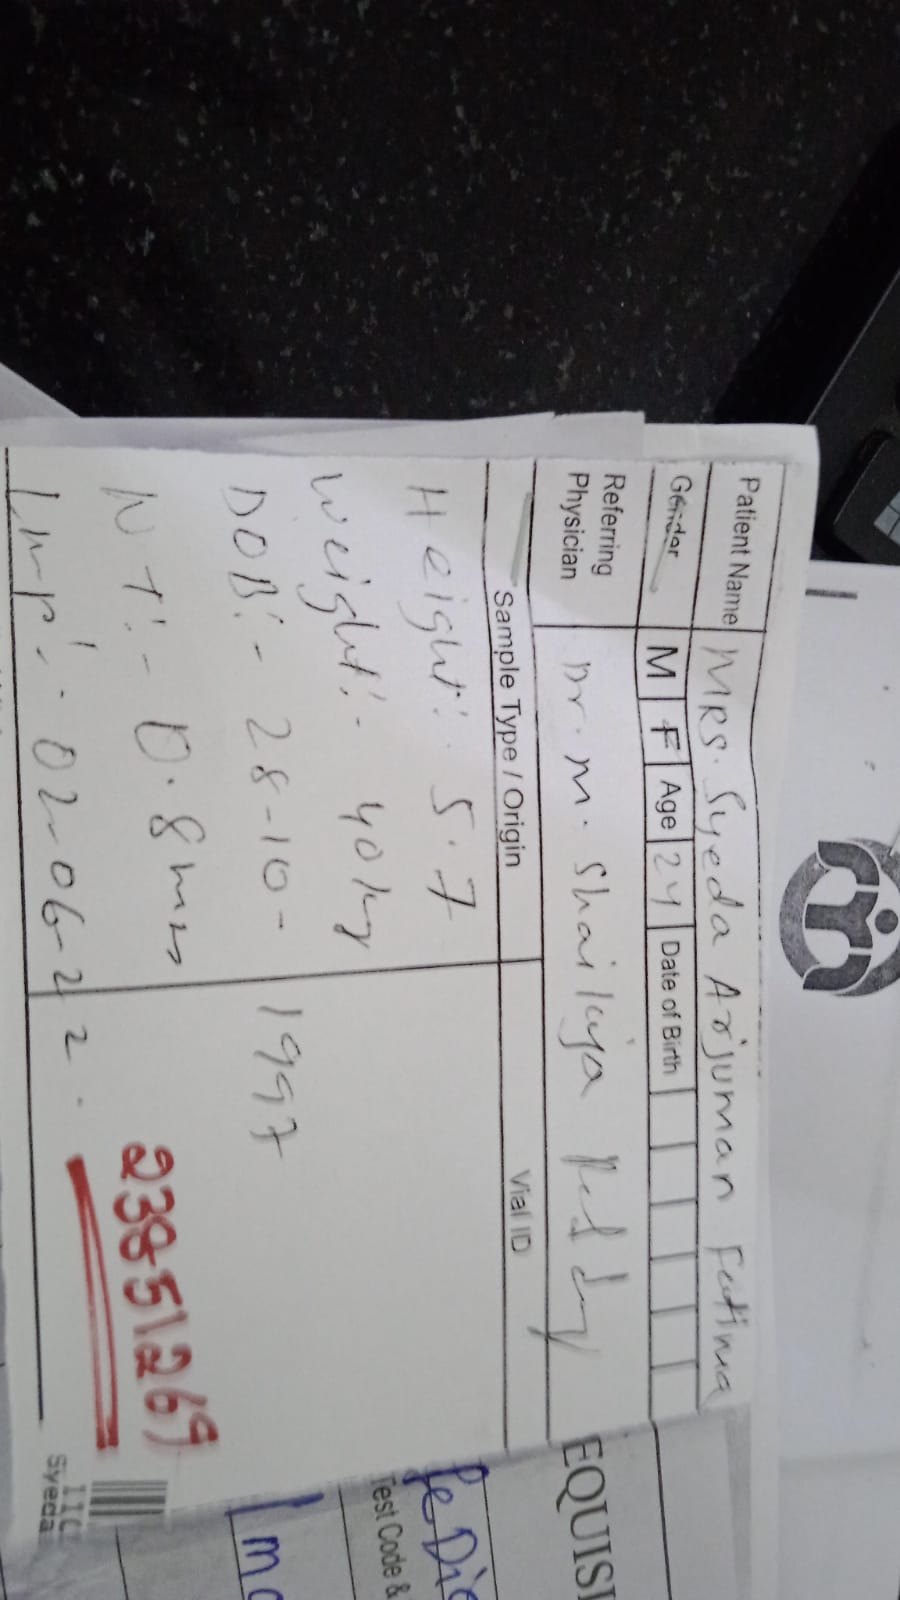 Patient Name MRS. Syeda Arjuman Fatima
Gender M F Age 24 Date of Birth
Referring Physician Dr. M. Shailaja Reddy
Sample Type / Origin Vial ID
Height:- 5.7
Weight:- 40kg
DOB:- 28-10-1997
NT:- 0.8mm
LMP:- 02-06-22.
23851269
EQUISI
Test Code &
110
Syeda